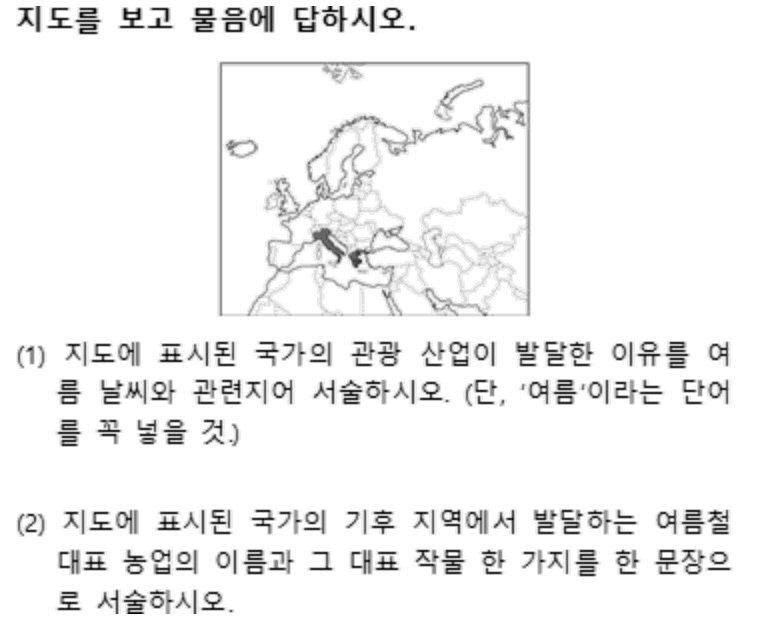 지도를 보고 물음에 답하시오.
(1) 지도에 표시된 국가의 관광 산업이 발달한 이유를 여
름 날씨와 관련지어 서술하시오. (단, ‘여름’이라는 단어
를 꼭 넣을 것.)
(2) 지도에 표시된 국가의 기후 지역에서 발달하는 여름철
대표 농업의 이름과 그 대표 작물 한 가지를 한 문장으
로 서술하시오.